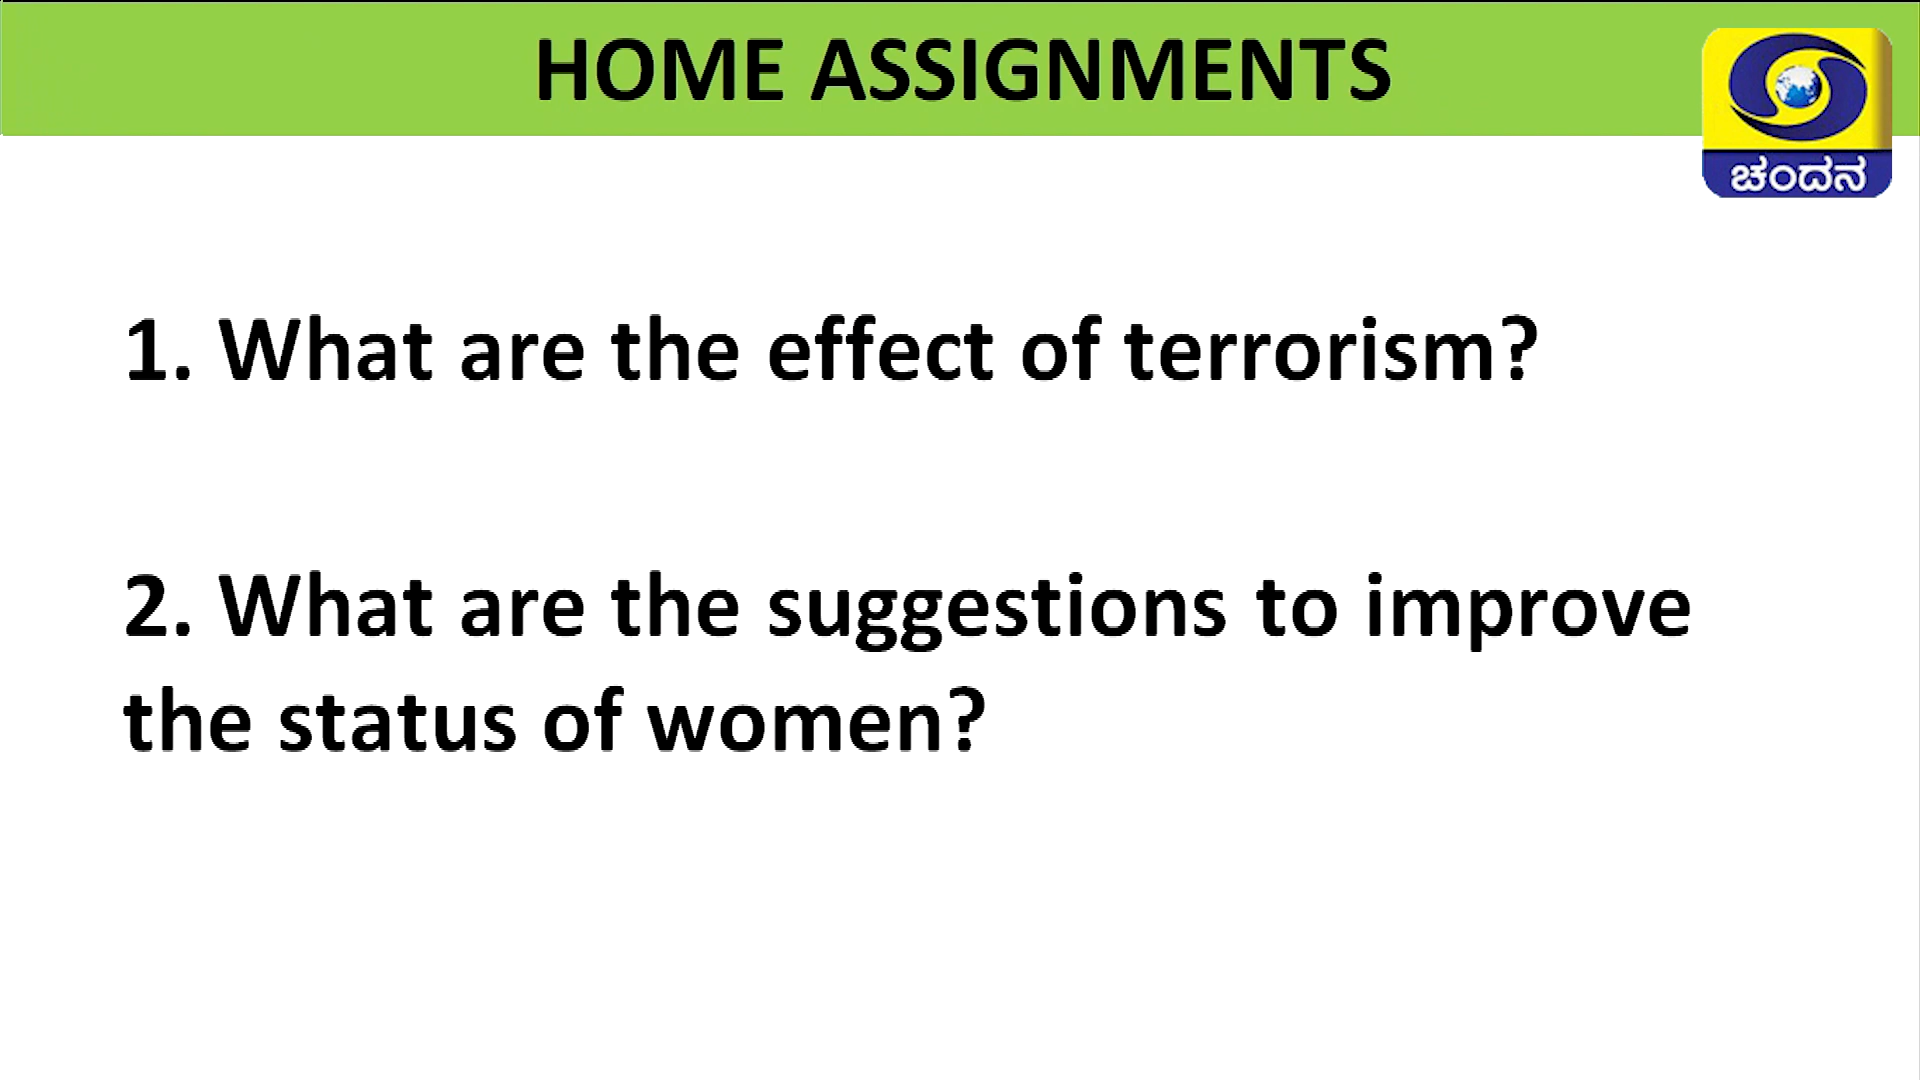 HOME ASSIGNMENTS
ಚಂದನ
1. What are the effect of terrorism?
2. What are the suggestions to improve
the status of women?